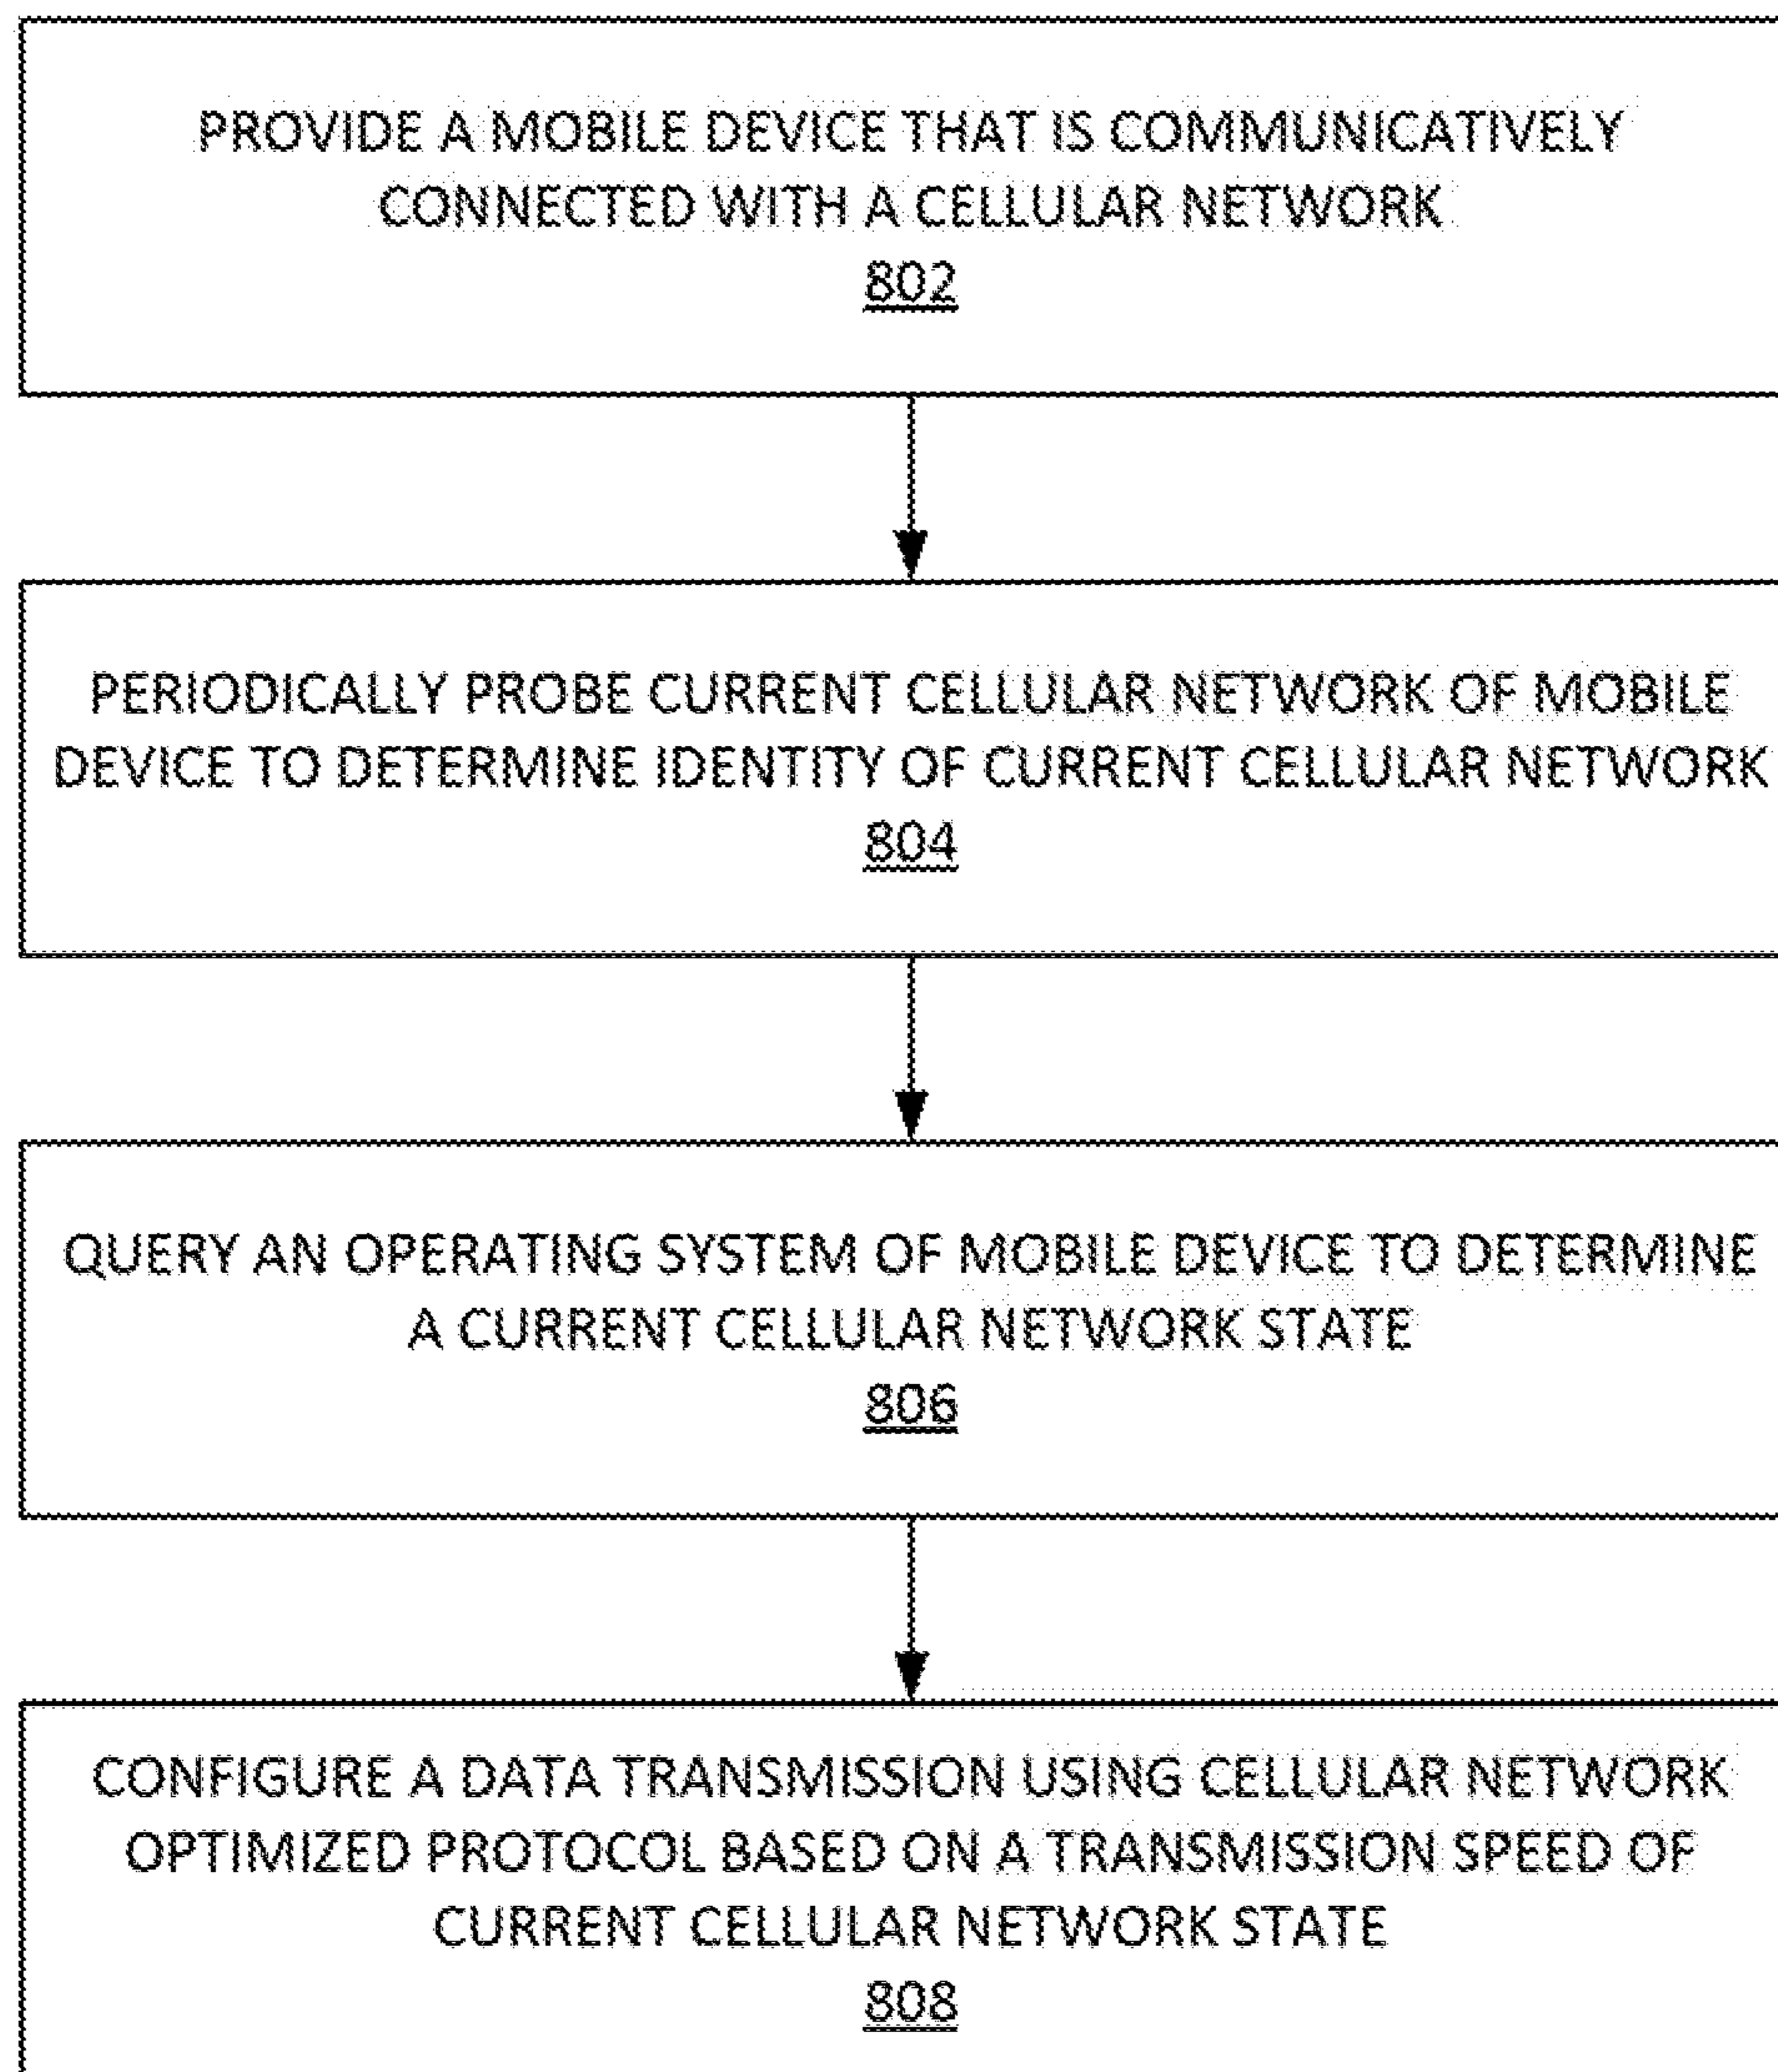 PROVIDE A MOBILE DEVICE THAT IS COMMUNICATIVELY
CONNECTED WITH A CELLULAR NETWORK
802
PERIODICALLY PROBE CURRENT CELLULAR NETWORK OF MOBILE
DEVICE TO DETERMINE IDENTITY OF CURRENT CELLULAR NETWORK
804
QUERY AN OPERATING SYSTEM OF MOBILE DEVICE TO DETERMINE
A CURRENT CELLULAR NETWORK STATE
806
CONFIGURE A DATA TRANSMISSION USING CELLULAR NETWORK
OPTIMIZED PROTOCOL BASED ON A TRANSMISSION SPEED OF
CURRENT CELLULAR NETWORK STATE
808